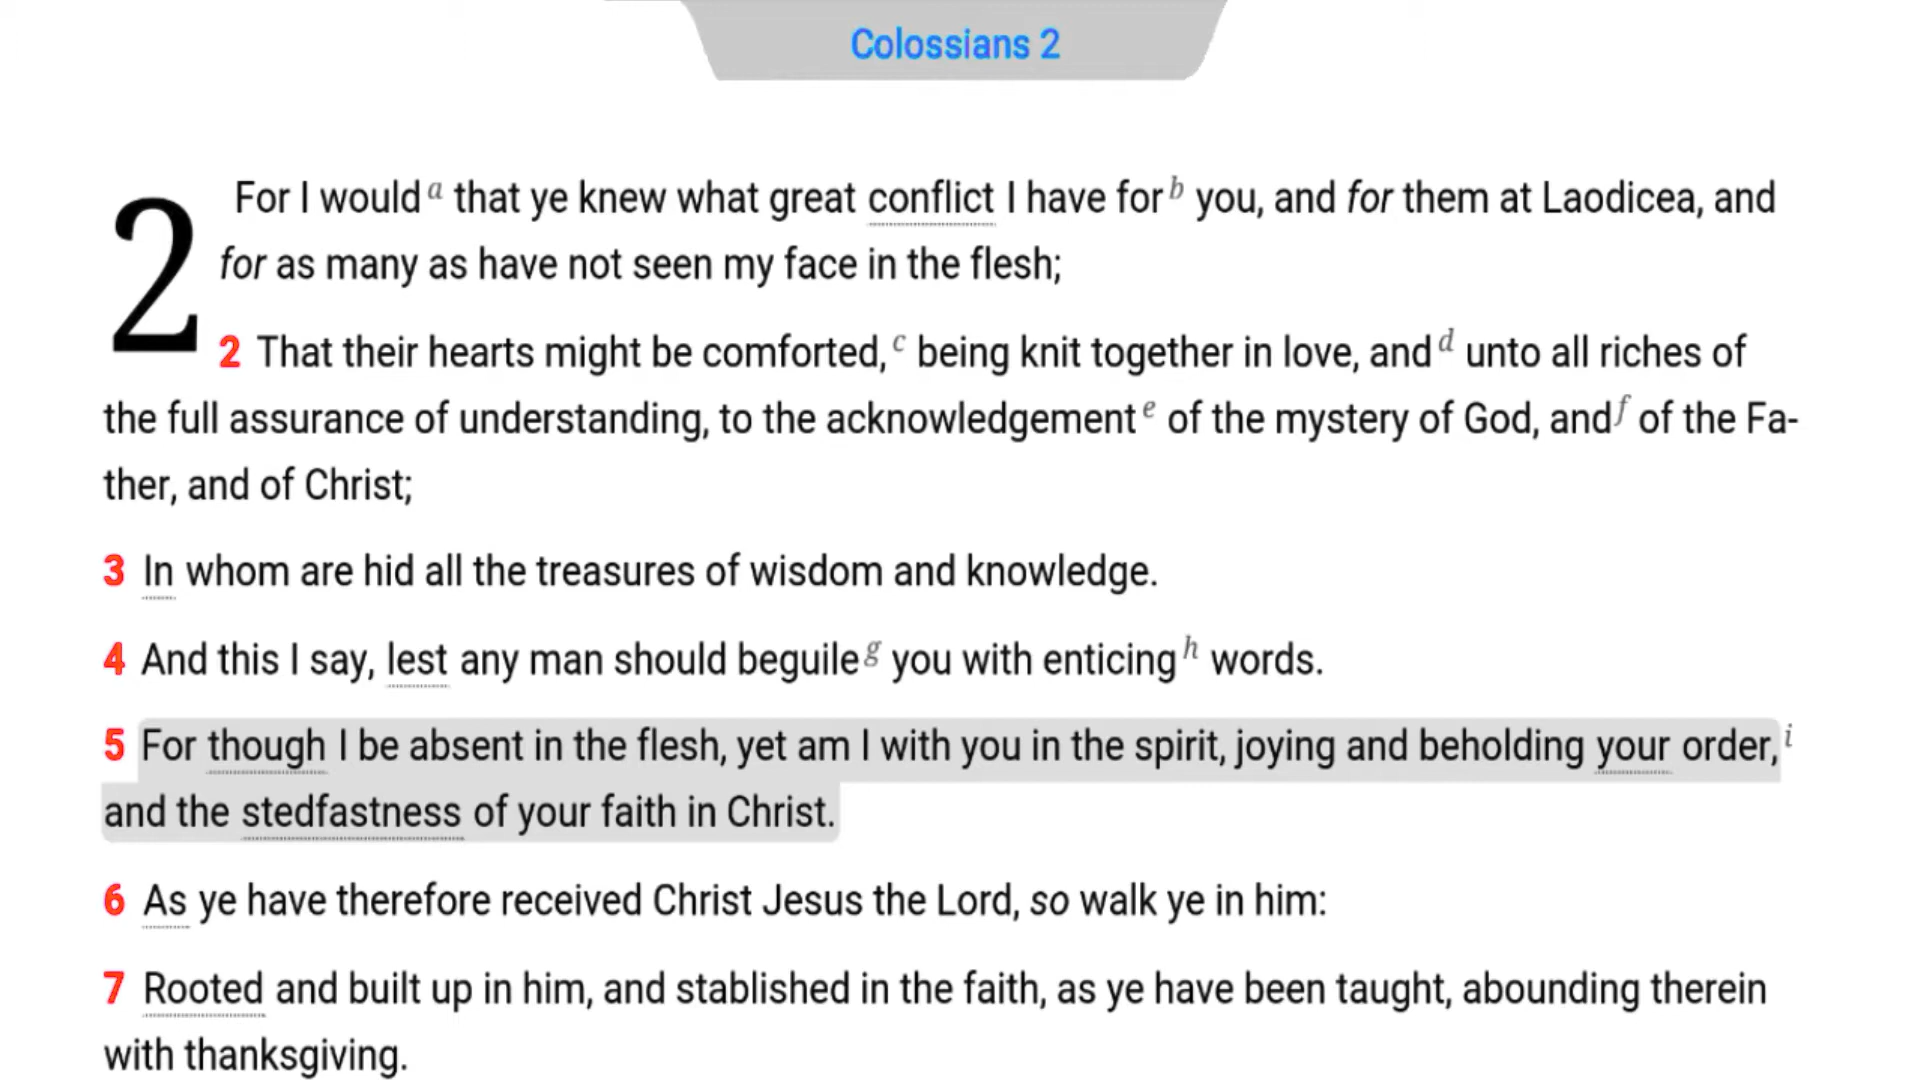 Colossians 2
2 For I would a that ye knew what great conflict I have for b you, and for them at Laodicea, and
for as many as have not seen my face in the flesh;
2 That their hearts might be comforted, c being knit together in love, and d unto all riches of
the full assurance of understanding, to the acknowledgement e of the mystery of God, and f of the Fa-
ther, and of Christ;
3 In whom are hid all the treasures of wisdom and knowledge.
4 And this I say, lest any man should beguile g you with enticing h words.
5 For though I be absent in the flesh, yet am I with you in the spirit, joying and beholding your order, i
and the stedfastness of your faith in Christ.
6 As ye have therefore received Christ Jesus the Lord, so walk ye in him:
7 Rooted and built up in him, and stablished in the faith, as ye have been taught, abounding therein
with thanksgiving.